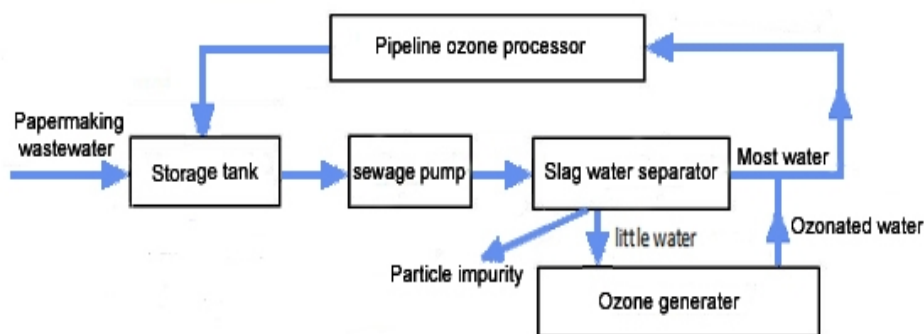 Pipeline ozone processor
Papermaking
wastewater
Storage tank
sewage pump
Slag water separator
Most water
little water
Ozonated water
Particle impurity
Ozone generater